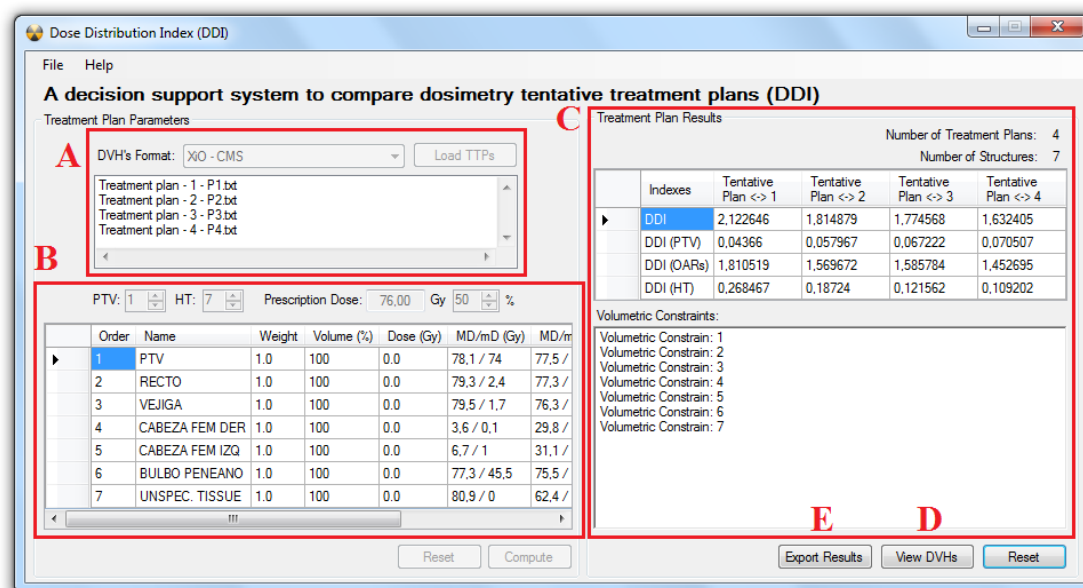 Dose Distribution Index (DDI)
File Help
A decision support system to compare dosimetry tentative treatment plans (DDI)
Treatment Plan Parameters
A
DVH's Format: XiO - CMS Load TTPs
Treatment plan - 1 - P1.txt
Treatment plan - 2 - P2.txt
Treatment plan - 3 - P3.txt
Treatment plan - 4 - P4.txt
B
PTV: 1 HT: 7 Prescription Dose: 76,00 Gy 50 %
Order Name Weight Volume (%) Dose (Gy) MD/mD (Gy) MD/m
1 PTV 1.0 100 0.0 78,1 / 74 77,5 /
2 RECTO 1.0 100 0.0 79,3 / 2,4 77,3 /
3 VEJIGA 1.0 100 0.0 79,5 / 1,7 76,3 /
4 CABEZA FEM DER 1.0 100 0.0 3,6 / 0,1 29,8 /
5 CABEZA FEM IZQ 1.0 100 0.0 6,7 / 1 31,1 /
6 BULBO PENEANO 1.0 100 0.0 77,3 / 45,5 75,5 /
7 UNSPEC. TISSUE 1.0 100 0.0 80,9 / 0 62,4 /
Reset Compute
C
Treatment Plan Results
Number of Treatment Plans: 4
Number of Structures: 7
Indexes Tentative Plan <-> 1 Tentative Plan <-> 2 Tentative Plan <-> 3 Tentative Plan <-> 4
DDI 2,122646 1,814879 1,774568 1,632405
DDI (PTV) 0,04366 0,057967 0,067222 0,070507
DDI (OARs) 1,810519 1,569672 1,585784 1,452695
DDI (HT) 0,268467 0,18724 0,121562 0,109202
Volumetric Constraints:
Volumetric Constrain: 1
Volumetric Constrain: 2
Volumetric Constrain: 3
Volumetric Constrain: 4
Volumetric Constrain: 5
Volumetric Constrain: 6
Volumetric Constrain: 7
E D
Export Results View DVHs Reset